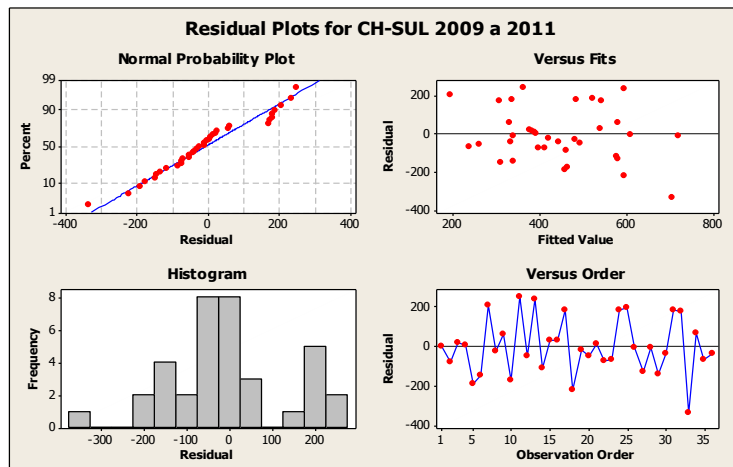 Residual Plots for CH-SUL 2009 a 2011
Normal Probability Plot
99
90
50
10
1
Percent
-400 -200 0 200 400
Residual
Versus Fits
200
0
-200
-400
Residual
200 400 600 800
Fitted Value
Histogram
8
6
4
2
0
Frequency
-300 -200 -100 0 100 200
Residual
Versus Order
200
0
-200
-400
Residual
1 5 10 15 20 25 30 35
Observation Order